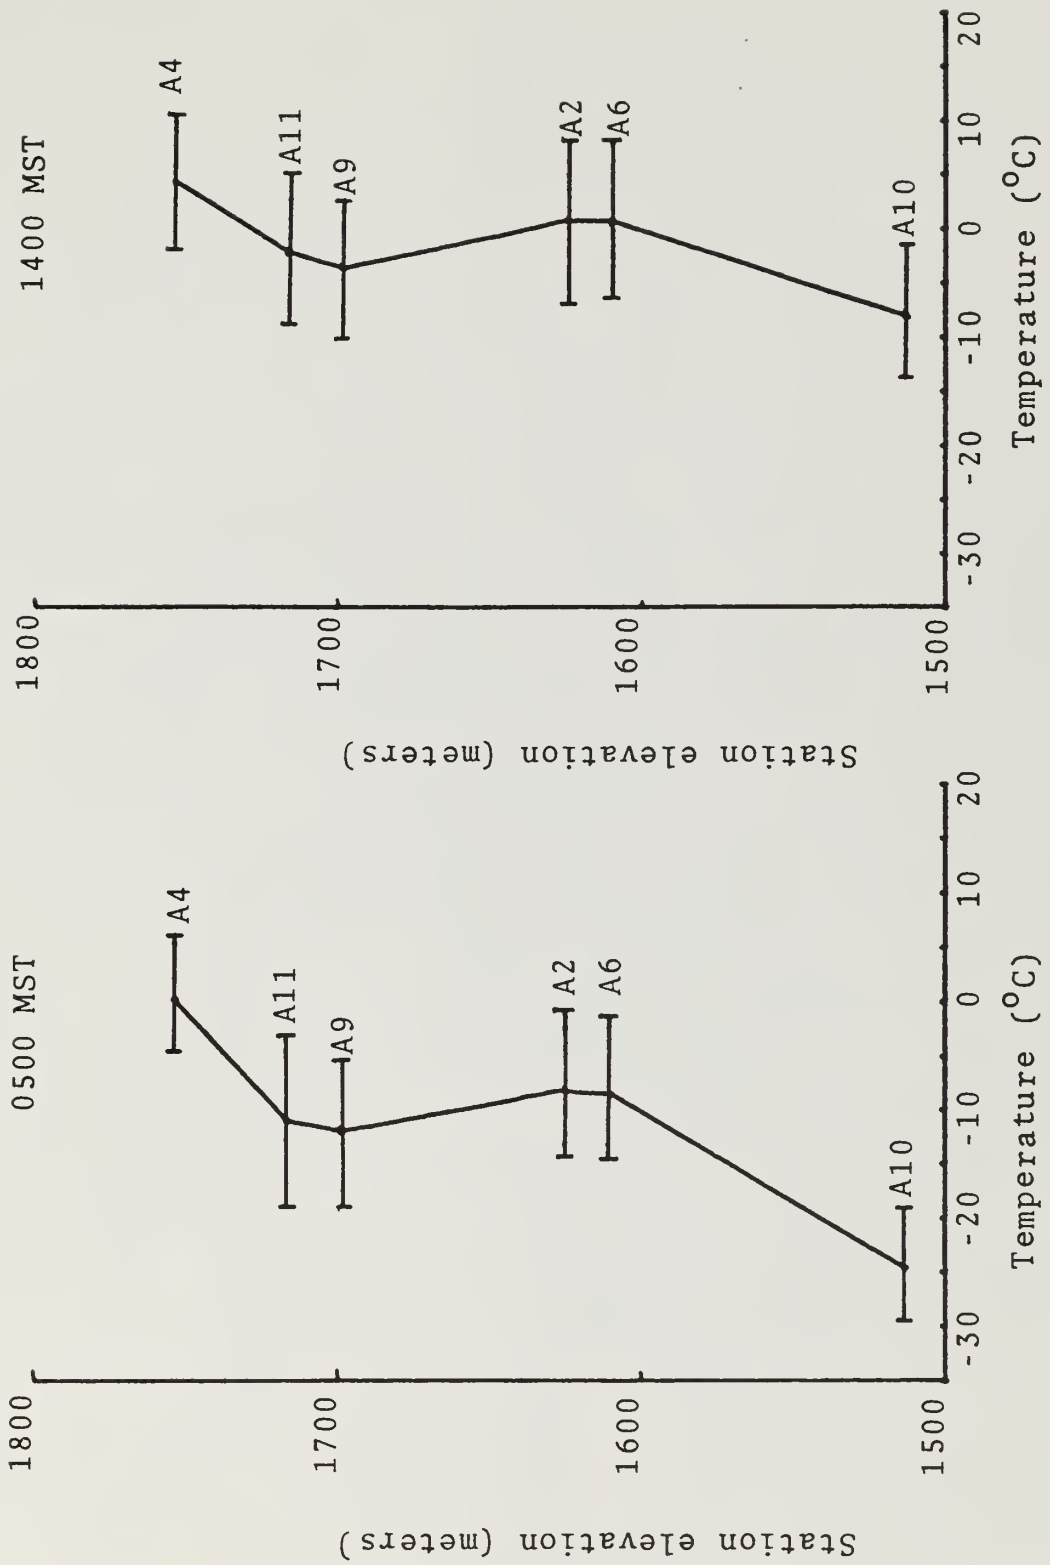 0500 MST
Station elevation (meters)
1800
1700
1600
1500
A4
A11
A9
A2
A6
A10
-30 -20 -10 0 10 20
Temperature (°C)
1400 MST
Station elevation (meters)
1800
1700
1600
1500
A4
A11
A9
A2
A6
A10
-30 -20 -10 0 10 20
Temperature (°C)